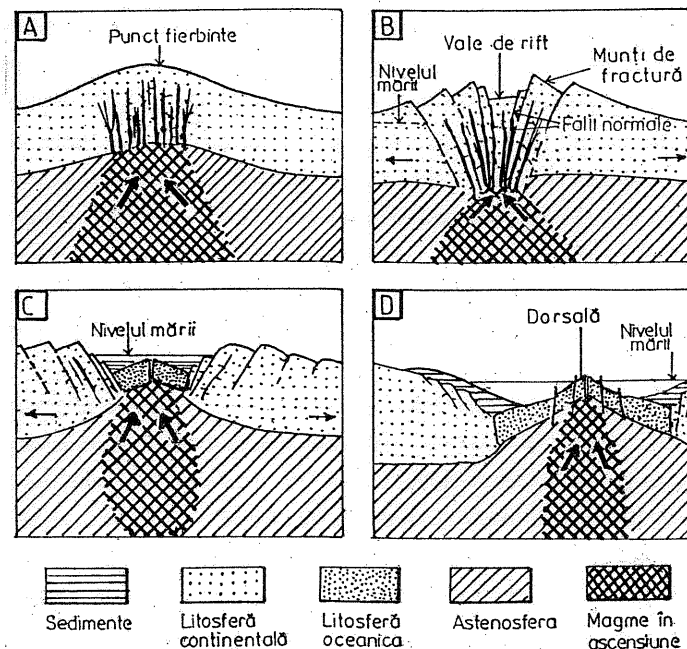 A
Punct fierbinte
B
Vale de rift
Munți de
fractură
Nivelul
mării
Falii normale
C
Nivelul mării
D
Dorsală
Nivelul
mării
Sedimente
Litosferă
continentală
Litosferă
oceanica
Astenosfera
Magme în
ascensiune